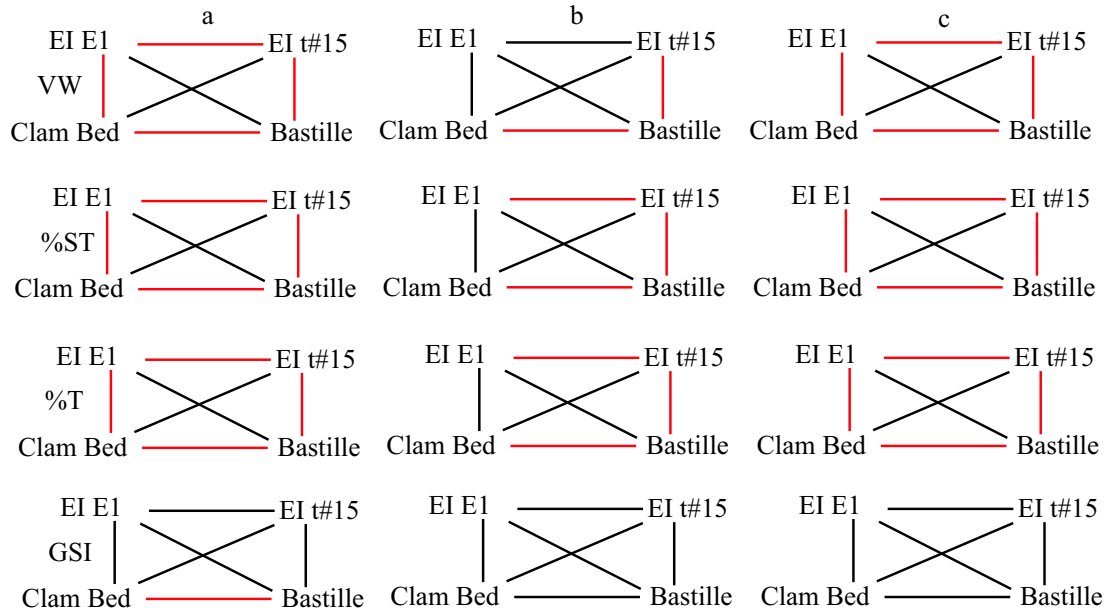 a b c
EI E1 EI t#15 EI E1 EI t#15 EI E1 EI t#15
VW
Clam Bed Bastille Clam Bed Bastille Clam Bed Bastille
EI E1 EI t#15 EI E1 EI t#15 EI E1 EI t#15
%ST
Clam Bed Bastille Clam Bed Bastille Clam Bed Bastille
EI E1 EI t#15 EI E1 EI t#15 EI E1 EI t#15
%T
Clam Bed Bastille Clam Bed Bastille Clam Bed Bastille
EI E1 EI t#15 EI E1 EI t#15 EI E1 EI t#15
GSI
Clam Bed Bastille Clam Bed Bastille Clam Bed Bastille